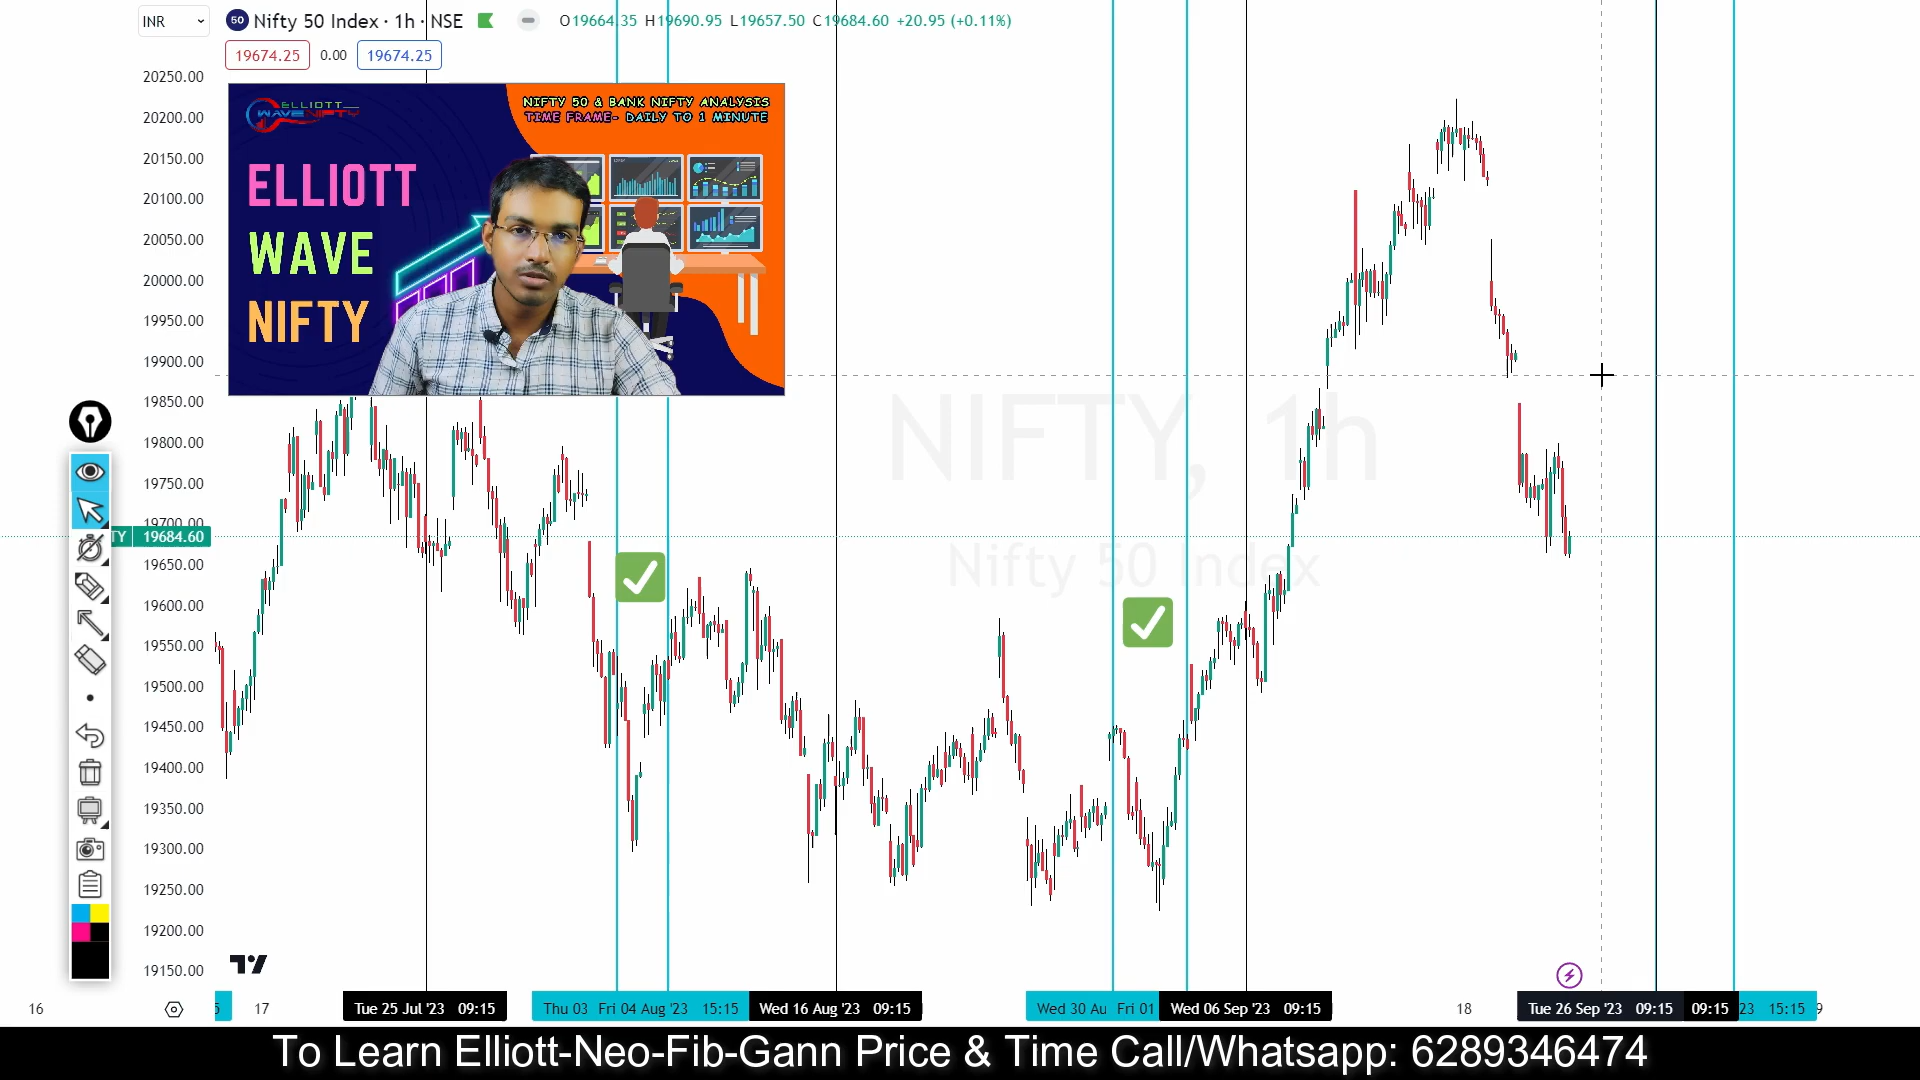 INR
50 Nifty 50 Index · 1h · NSE O19664.35 H19690.95 L19657.50 C19684.60 +20.95 (+0.11%)
19674.25 0.00 19674.25
ELLIOTT
WAVE NIFTY
NIFTY 50 & BANK NIFTY ANALYSIS
TIME FRAME- DAILY TO 1 MINUTE
ELLIOTT
WAVE
NIFTY
20250.00
20200.00
20150.00
20100.00
20050.00
20000.00
19950.00
19900.00
19850.00
19800.00
19750.00
19700.00
TY 19684.60
19650.00
19600.00
19550.00
19500.00
19450.00
19400.00
19350.00
19300.00
19250.00
19200.00
19150.00
NIFTY, 1h
Nifty 50 Index
16 17 Tue 25 Jul '23 09:15 Thu 03 Fri 04 Aug '23 15:15 Wed 16 Aug '23 09:15 Wed 30 Au Fri 01 Wed 06 Sep '23 09:15 18 Tue 26 Sep '23 09:15 09:15 23 15:15 9
To Learn Elliott-Neo-Fib-Gann Price & Time Call/Whatsapp: 6289346474